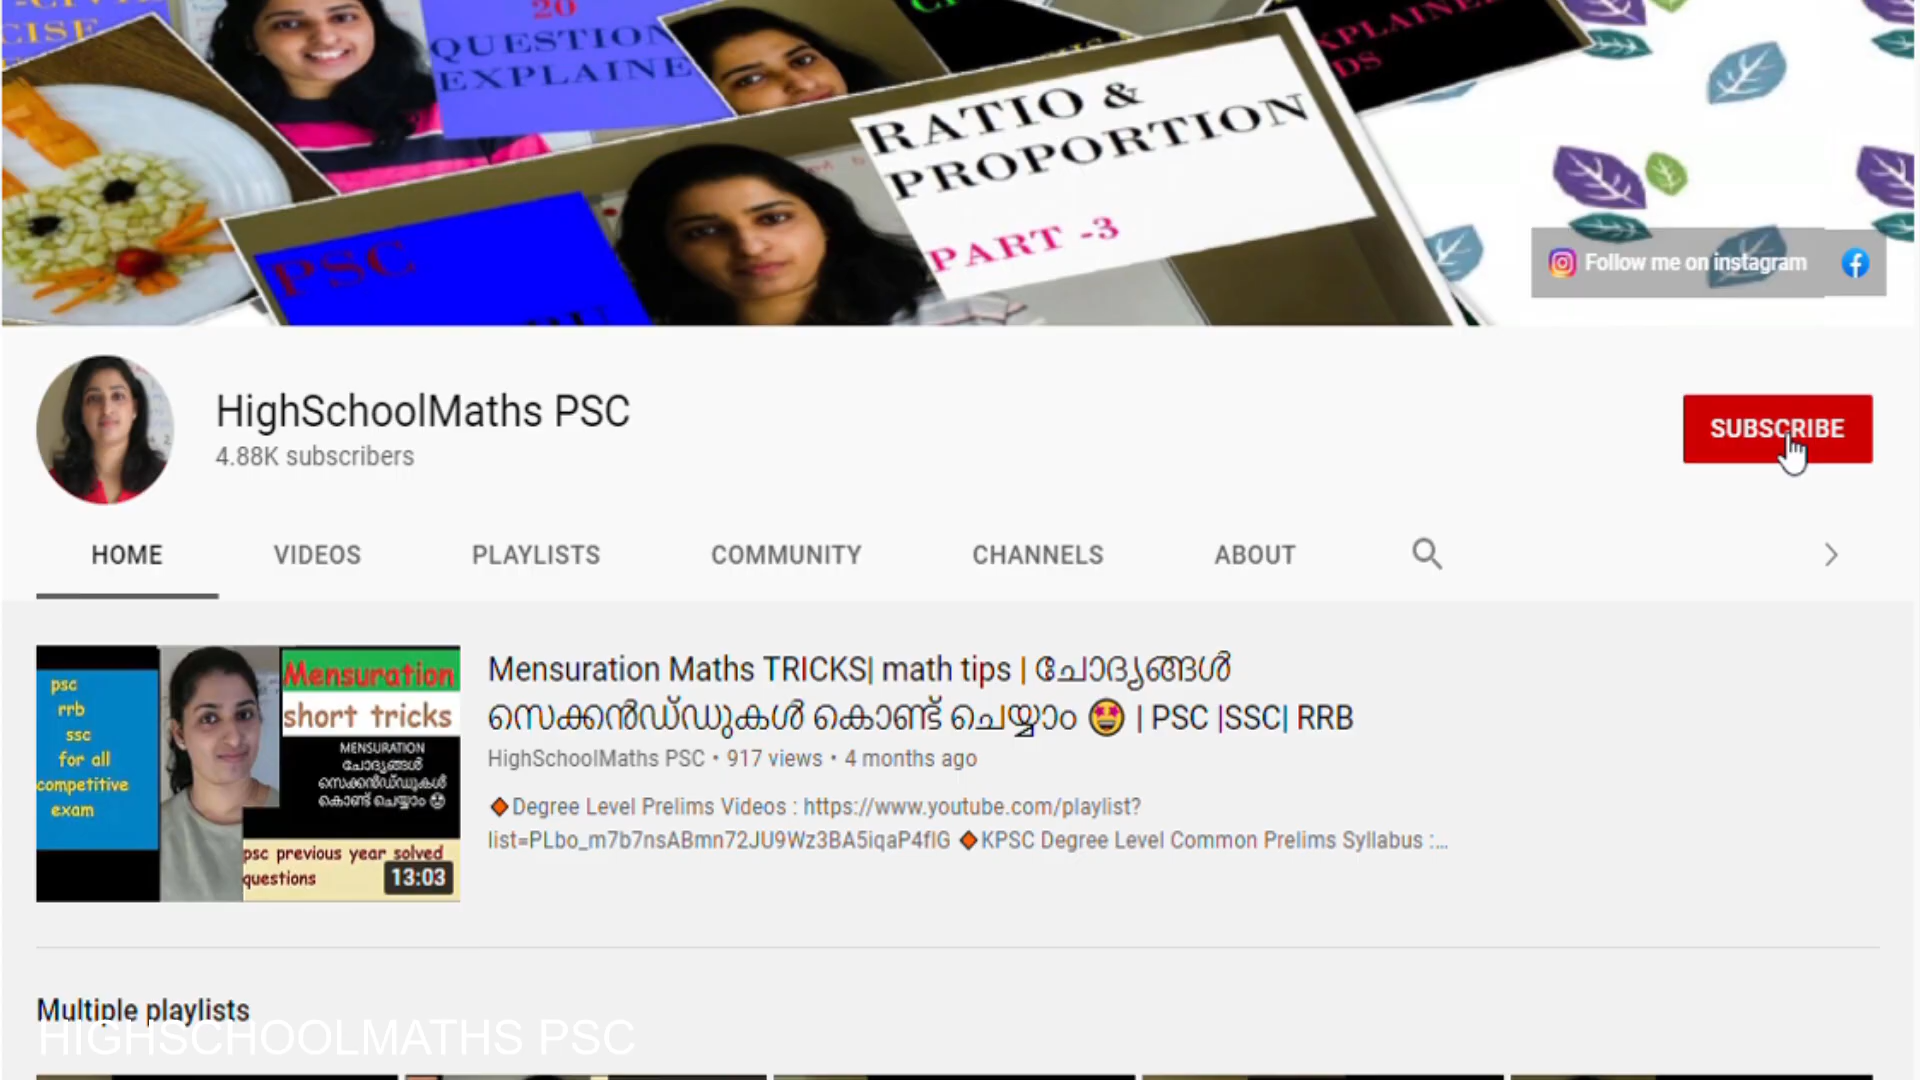 CISE
20
QUESTION
EXPLAINE
RATIO &
PROPORTION
PART -3
PSC
Follow me on instagram
HighSchoolMaths PSC
4.88K subscribers
SUBSCRIBE
HOME VIDEOS PLAYLISTS COMMUNITY CHANNELS ABOUT
psc
rrb
ssc
for all
competitive
exam
Mensuration
short tricks
MENSURATION
ചോദ്യങ്ങൾ
സെക്കൻഡ്ഡുകൾ
കൊണ്ട് ചെയ്യാം 🤩
psc previous year solved
questions
13:03
Mensuration Maths TRICKS| math tips | ചോദ്യങ്ങൾ
സെക്കൻഡ്ഡുകൾ കൊണ്ട് ചെയ്യാം 🤩 | PSC |SSC| RRB
HighSchoolMaths PSC • 917 views • 4 months ago
🔶Degree Level Prelims Videos : https://www.youtube.com/playlist?
list=PLbo_m7b7nsABmn72JU9Wz3BA5iqaP4flG 🔶KPSC Degree Level Common Prelims Syllabus :...
Multiple playlists
HIGHSCHOOLMATHS PSC